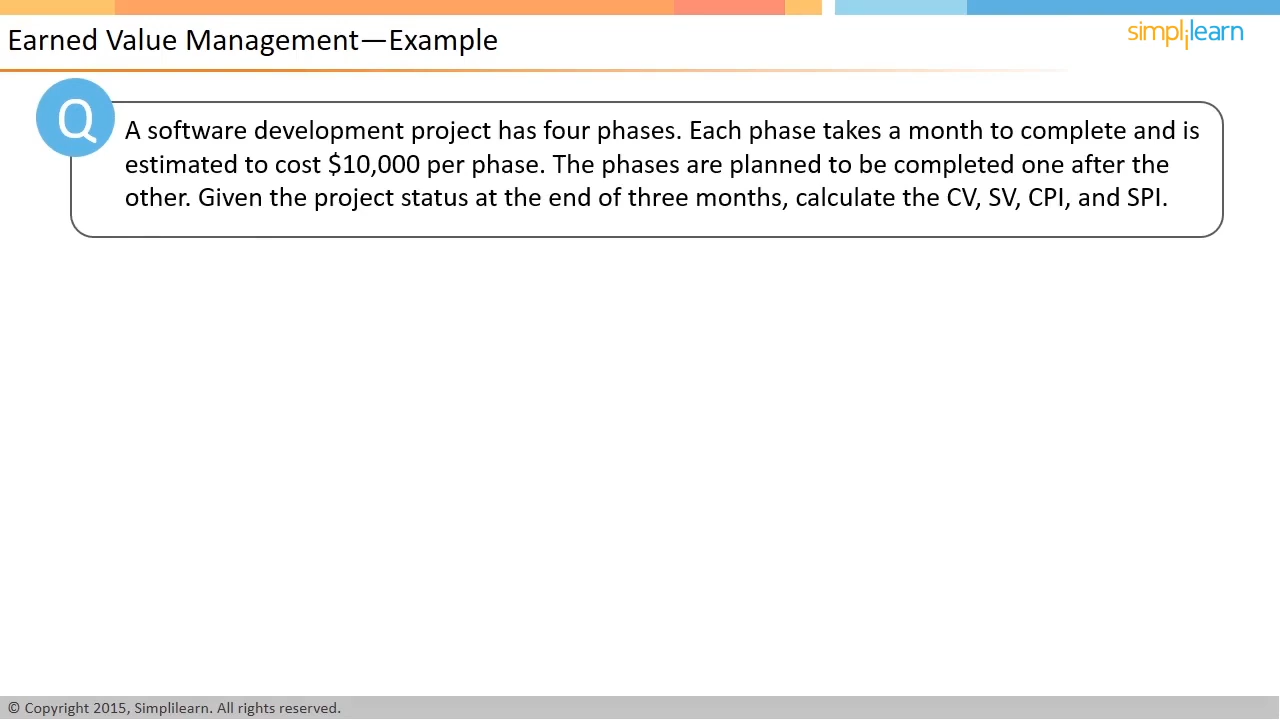 Earned Value Management—Example
simplilearn
Q
A software development project has four phases. Each phase takes a month to complete and is
estimated to cost $10,000 per phase. The phases are planned to be completed one after the
other. Given the project status at the end of three months, calculate the CV, SV, CPI, and SPI.
© Copyright 2015, Simplilearn. All rights reserved.